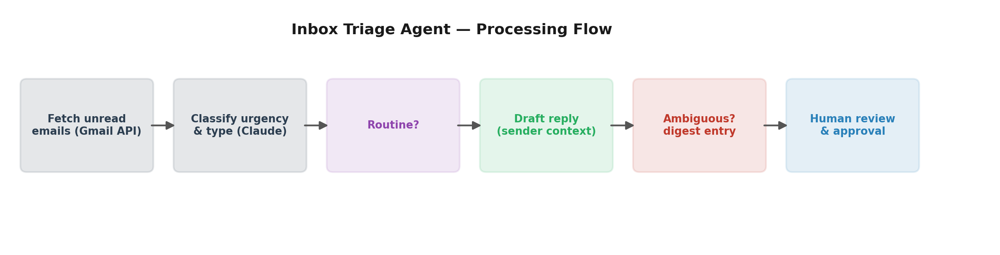 Inbox Triage Agent — Processing Flow
Fetch unread
emails (Gmail API)
Classify urgency
& type (Claude)
Routine?
Draft reply
(sender context)
Ambiguous?
digest entry
Human review
& approval